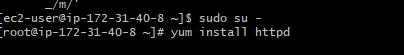 _/m/'
[ec2-user@ip-172-31-40-8 ~]$ sudo su -
[root@ip-172-31-40-8 ~]# yum install httpd